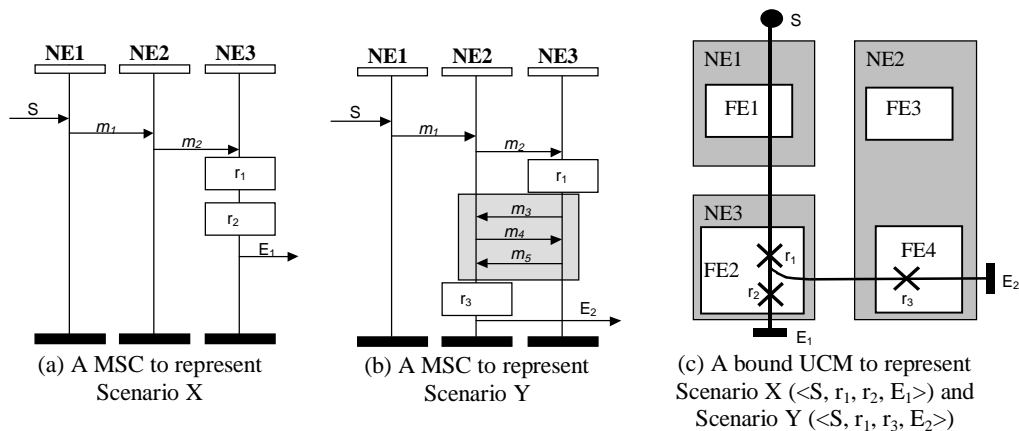 NE1 NE2 NE3
S
m₁
m₂
r₁
r₂
E₁
(a) A MSC to represent
Scenario X
NE1 NE2 NE3
S
m₁
m₂
r₁
m₃
m₄
m₅
r₃
E₂
(b) A MSC to represent
Scenario Y
S
NE1
NE2
FE1
FE3
NE3
r₁
FE2
FE4
r₂
r₃
E₂
E₁
(c) A bound UCM to represent
Scenario X (<S, r₁, r₂, E₁>) and
Scenario Y (<S, r₁, r₃, E₂>)